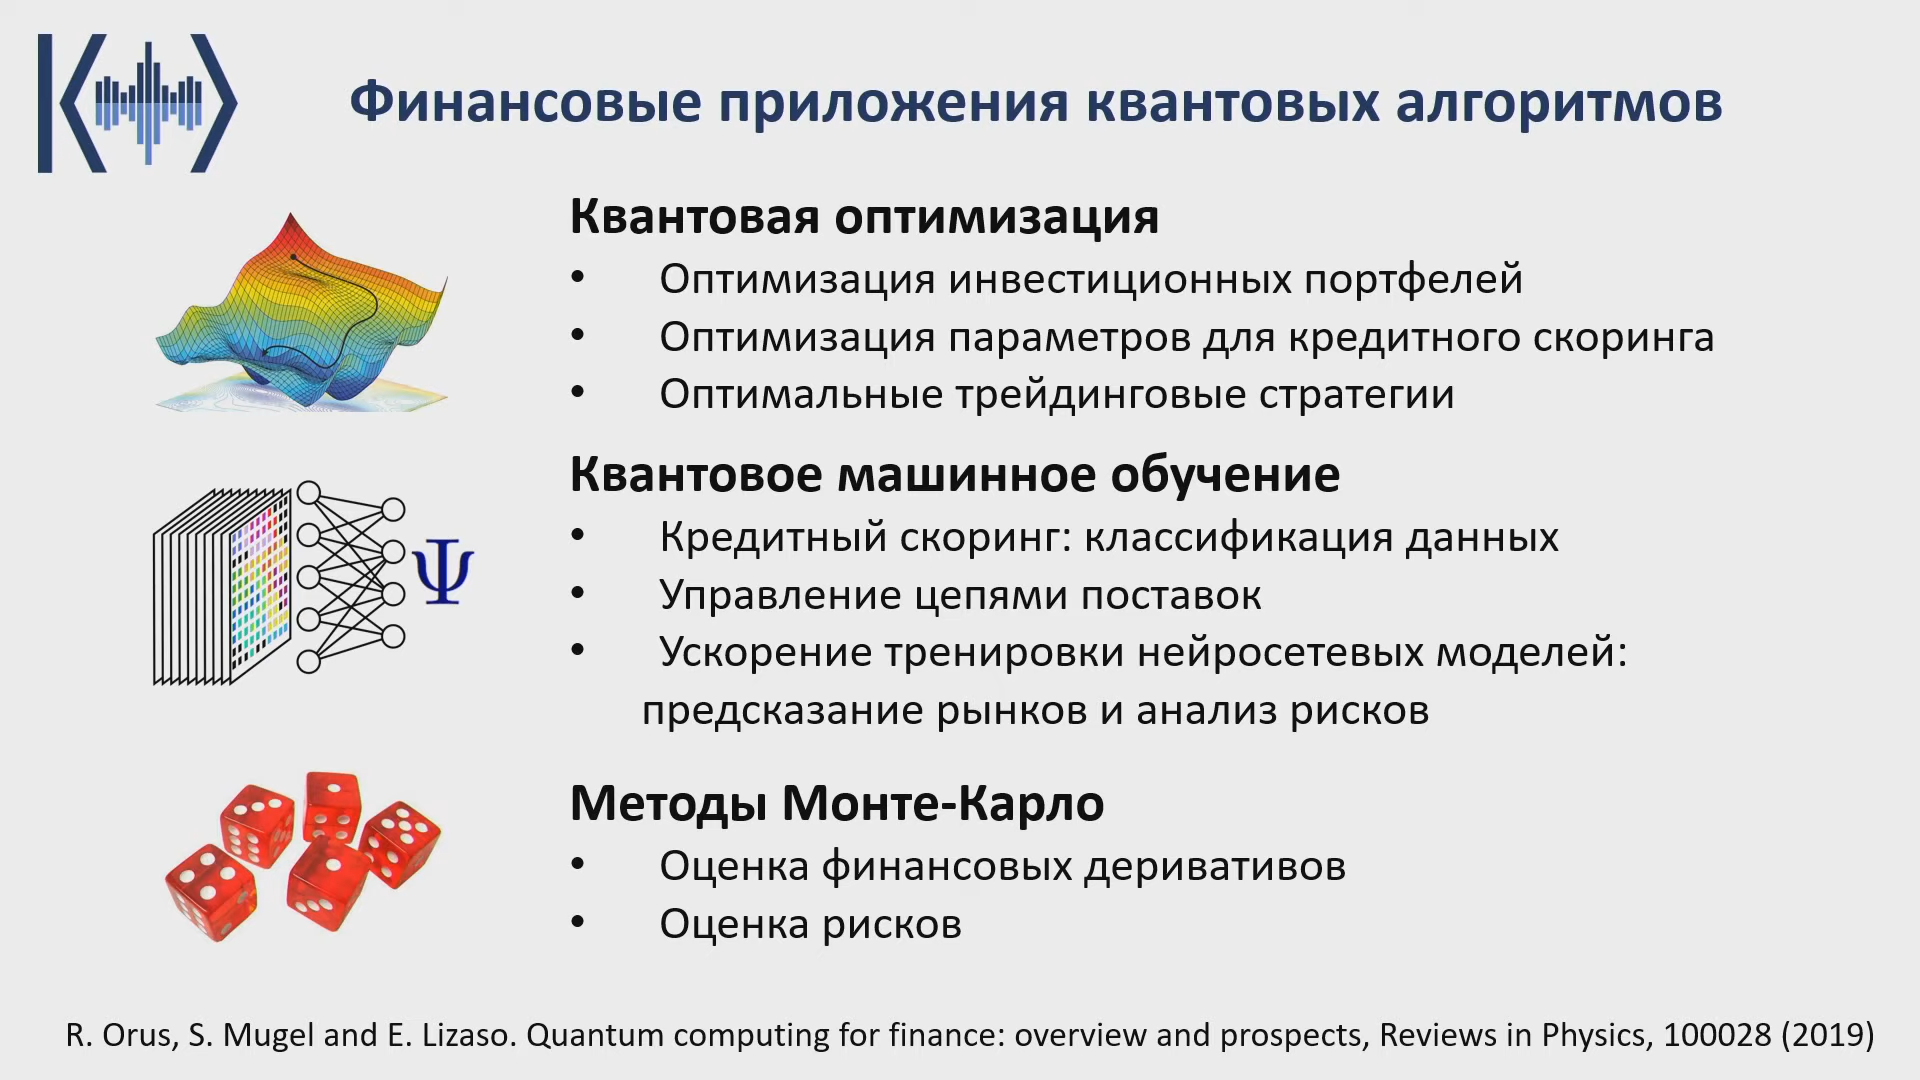 Финансовые приложения квантовых алгоритмов
Квантовая оптимизация
• Оптимизация инвестиционных портфелей
• Оптимизация параметров для кредитного скоринга
• Оптимальные трейдинговые стратегии
Квантовое машинное обучение
• Кредитный скоринг: классификация данных
• Управление цепями поставок
• Ускорение тренировки нейросетевых моделей:
предсказание рынков и анализ рисков
Ψ
Методы Монте-Карло
• Оценка финансовых деривативов
• Оценка рисков
R. Orus, S. Mugel and E. Lizaso. Quantum computing for finance: overview and prospects, Reviews in Physics, 100028 (2019)